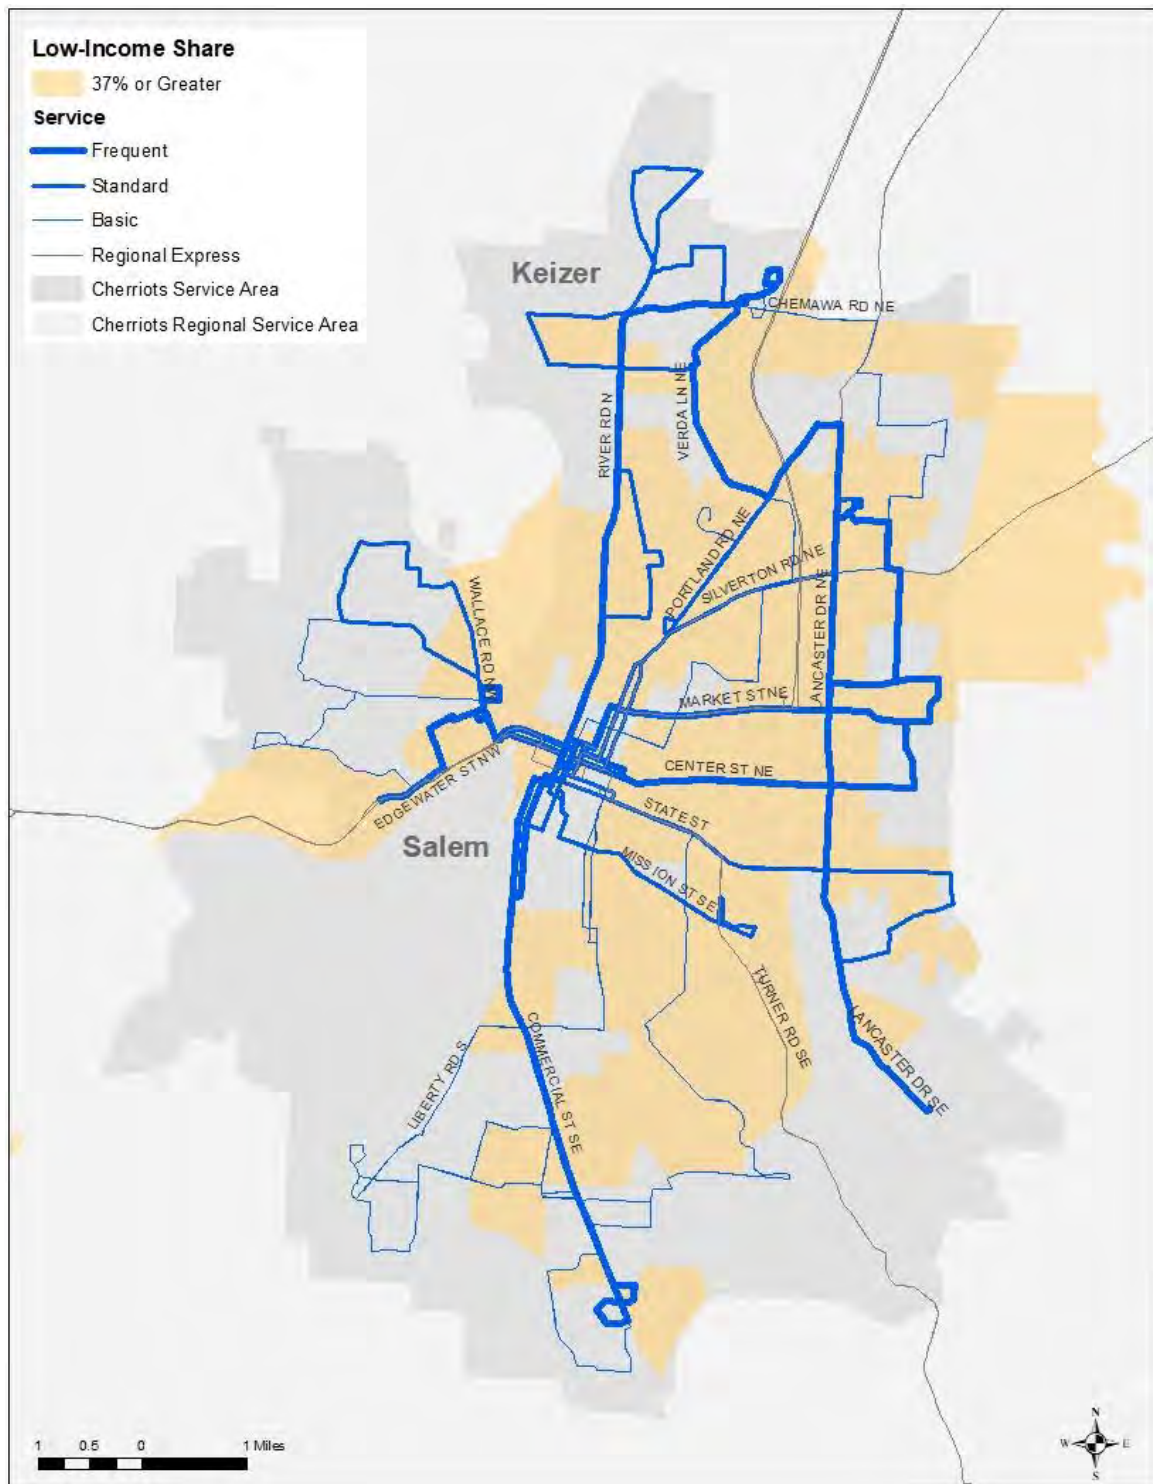 Low-Income Share
37% or Greater
Service
Frequent
Standard
Basic
Regional Express
Cherriots Service Area
Cherriots Regional Service Area
Keizer
CHEMAWA RD NE
RIVER RD N
VERDA LN NE
PORTLAND RD NE
SILVERTON RD NE
LANCASTER DR NE
WALLACE RD NW
MARKET ST NE
CENTER ST NE
EDGEWATER ST NW
STATE ST
Salem
MISSION ST SE
TURNER RD SE
LANCASTER DR SE
COMMERCIAL ST SE
LIBERTY RD S
1 0.5 0 1 Miles
N
W E
S